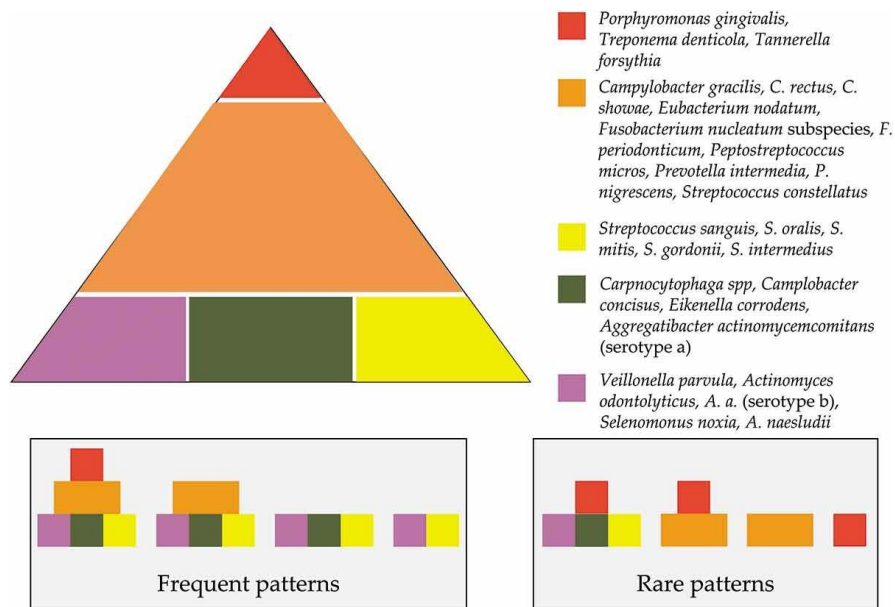 Porphyromonas gingivalis,
Treponema denticola, Tannerella
forsythia
Campylobacter gracilis, C. rectus, C.
showae, Eubacterium nodatum,
Fusobacterium nucleatum subspecies, F.
periodonticum, Peptostreptococcus
micros, Prevotella intermedia, P.
nigrescens, Streptococcus constellatus
Streptococcus sanguis, S. oralis, S.
mitis, S. gordonii, S. intermedius
Carpnocytophaga spp, Camplobacter
concisus, Eikenella corrodens,
Aggregatibacter actinomycemcomitans
(serotype a)
Veillonella parvula, Actinomyces
odontolyticus, A. a. (serotype b),
Selenomonus noxia, A. naesludii
Frequent patterns
Rare patterns